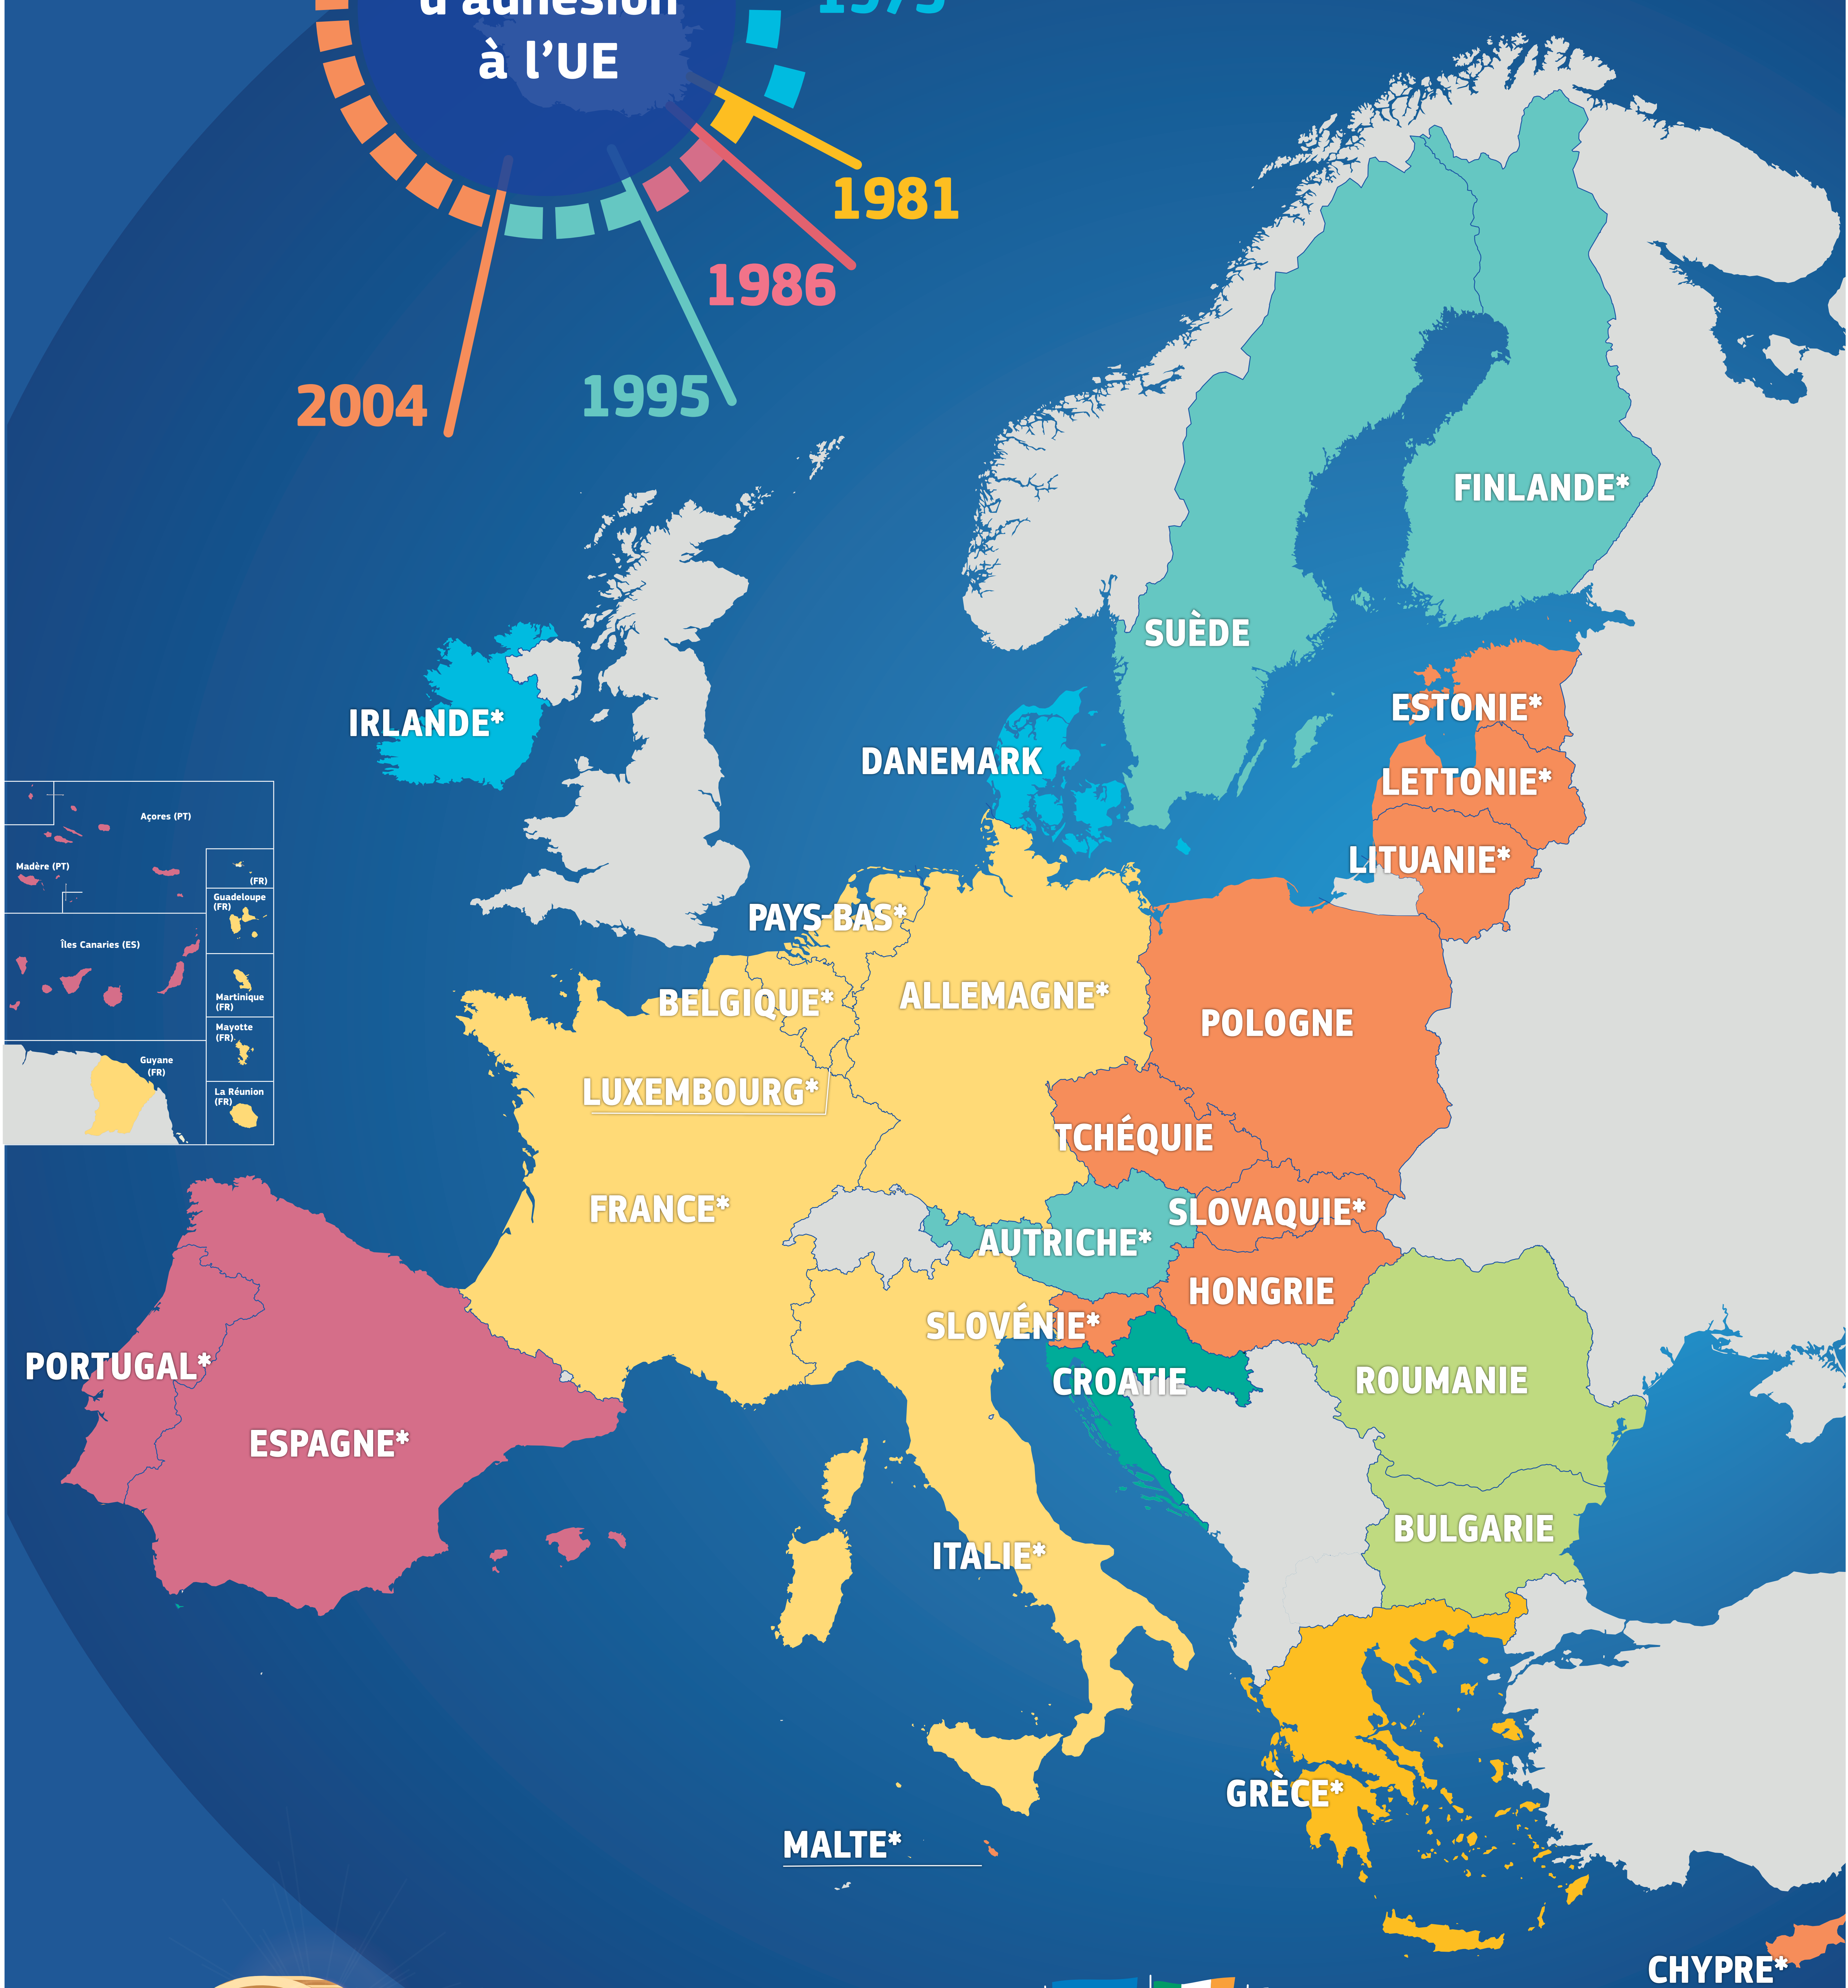 d'adhésion
à l'UE
1973
1981
1986
1995
2004
FINLANDE*
SUÈDE
ESTONIE*
IRLANDE*
DANEMARK
LETTONIE*
LITUANIE*
Açores (PT)
Madère (PT)
(FR)
Guadeloupe
(FR)
Îles Canaries (ES)
Martinique
(FR)
Mayotte
(FR)
Guyane
(FR)
La Réunion
(FR)
PAYS-BAS*
BELGIQUE*
ALLEMAGNE*
POLOGNE
LUXEMBOURG*
TCHÉQUIE
FRANCE*
SLOVAQUIE*
AUTRICHE*
HONGRIE
SLOVÉNIE*
PORTUGAL*
CROATIE
ROUMANIE
ESPAGNE*
BULGARIE
ITALIE*
GRÈCE*
MALTE*
CHYPRE*